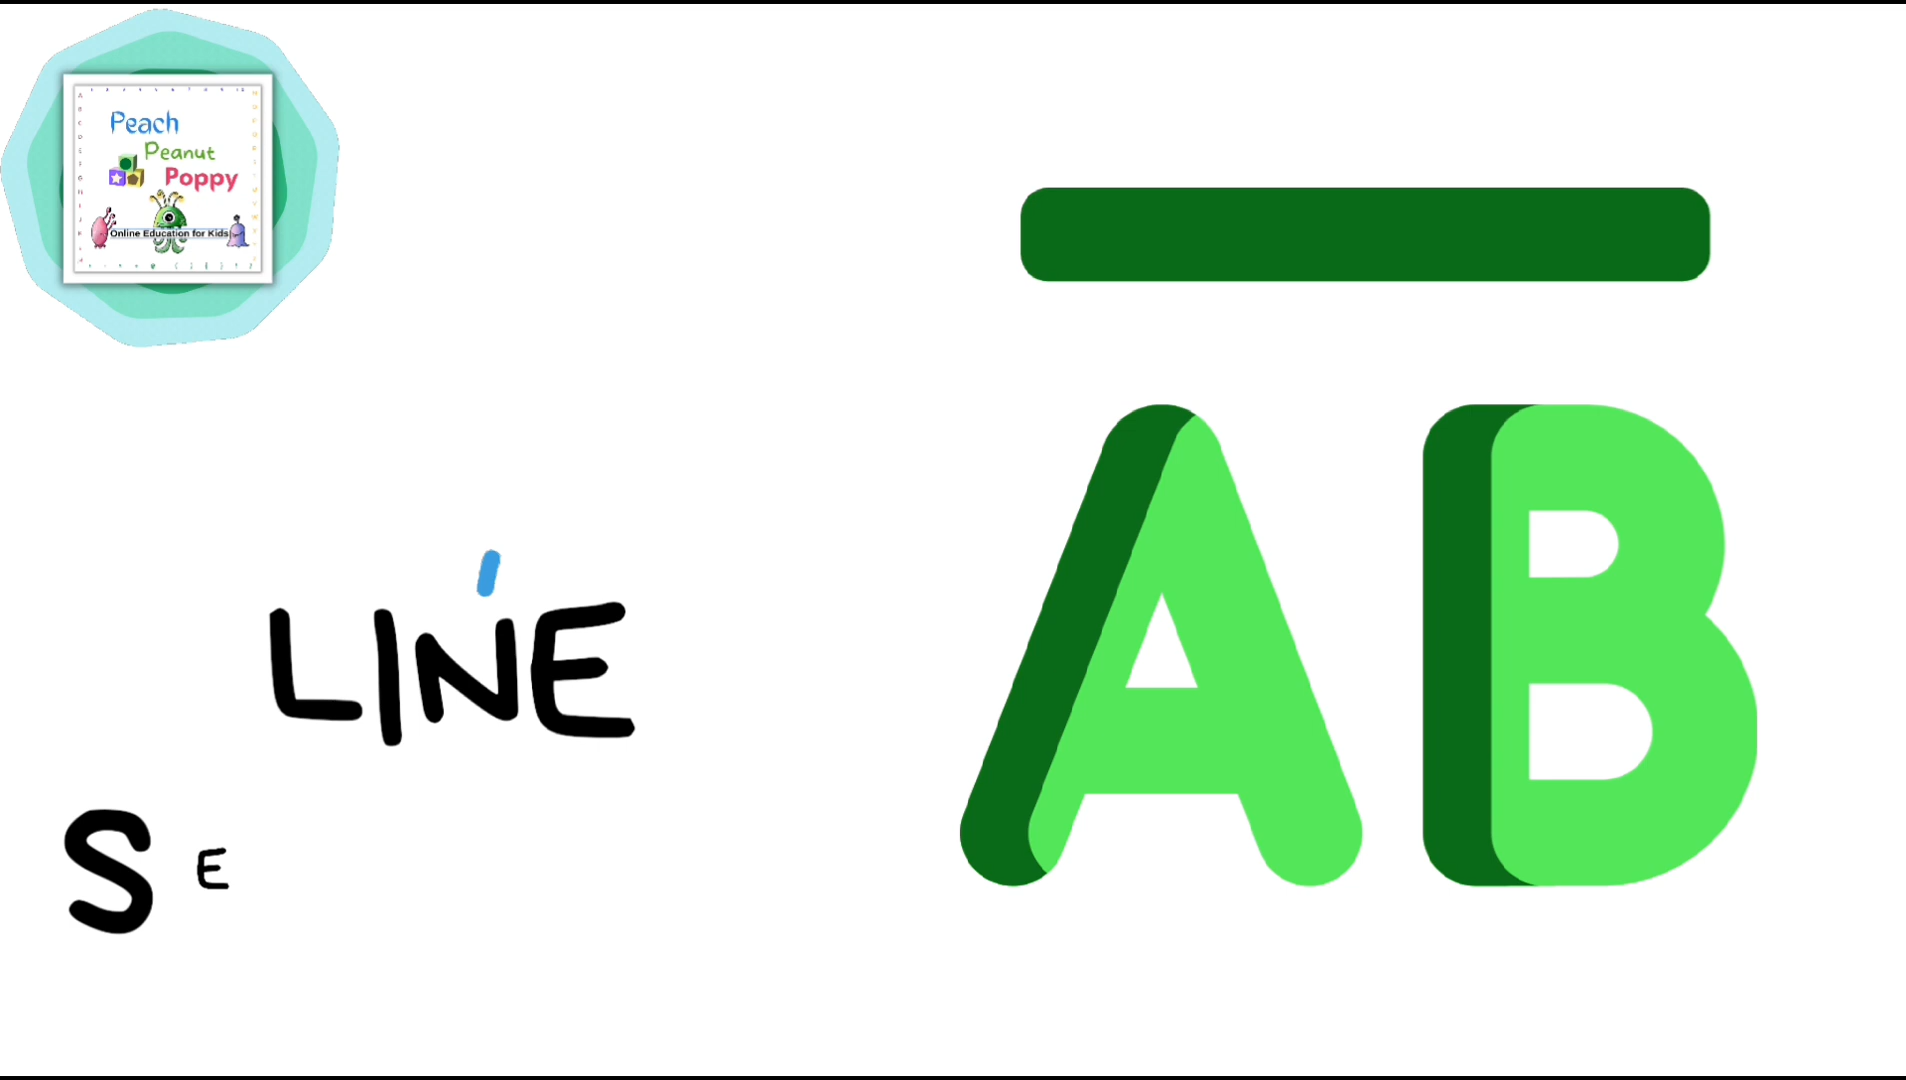 Peach
Peanut
Poppy
Online Education for Kids
AB
LINE
S E